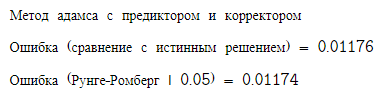 Метод адамса с предиктором и корректором
Ошибка (сравнение с истинным решением) = 0.01176
Ошибка (Рунге-Ромберг | 0.05) = 0.01174